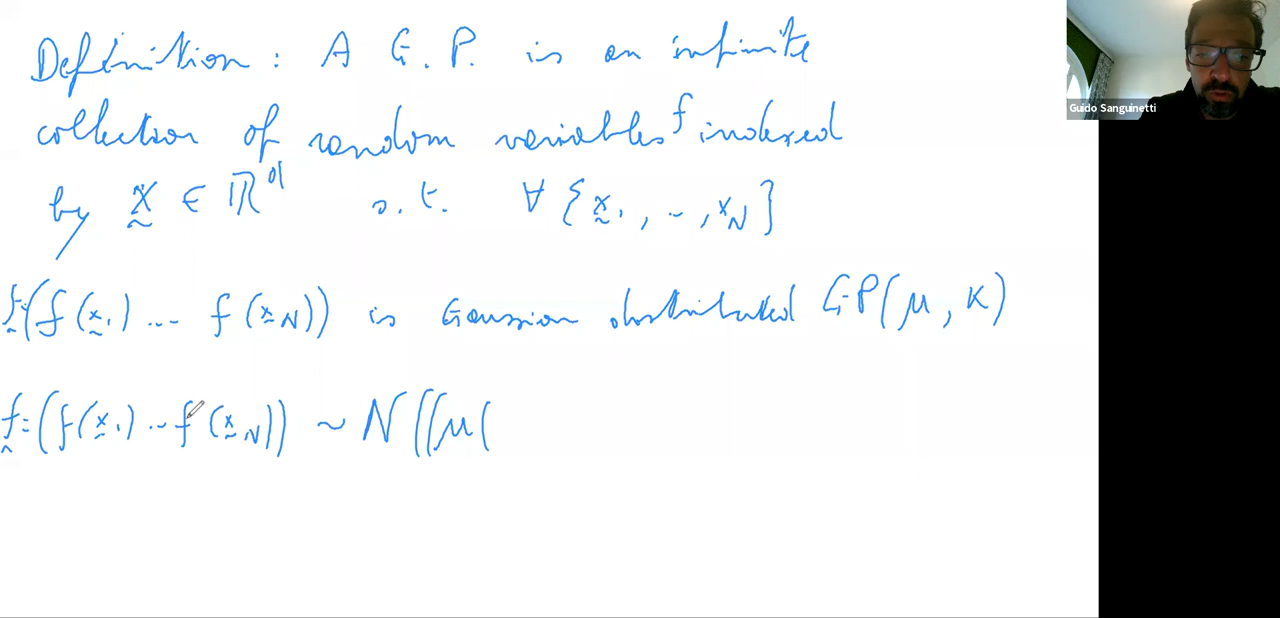 Definition: A G.P. is an infinite
Guido Sanguinetti
collection of random variables f indexed
by x ∈ ℝᵈ s.t. ∀ {x₁, .., x_N}
f=(f(x₁) ... f(x_N)) is Gaussian distributed GP(μ, K)
f=(f(x₁) .. f(x_N)) ~ N((μ(